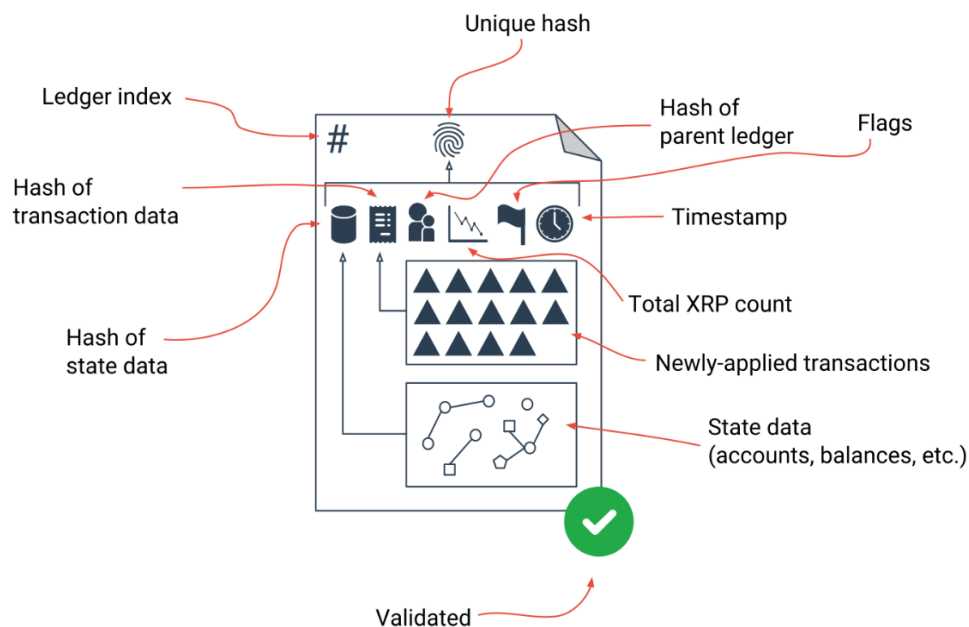 Unique hash
Ledger index
#
Hash of
parent ledger
Flags
Hash of
transaction data
Timestamp
Total XRP count
Hash of
state data
Newly-applied transactions
State data
(accounts, balances, etc.)
Validated